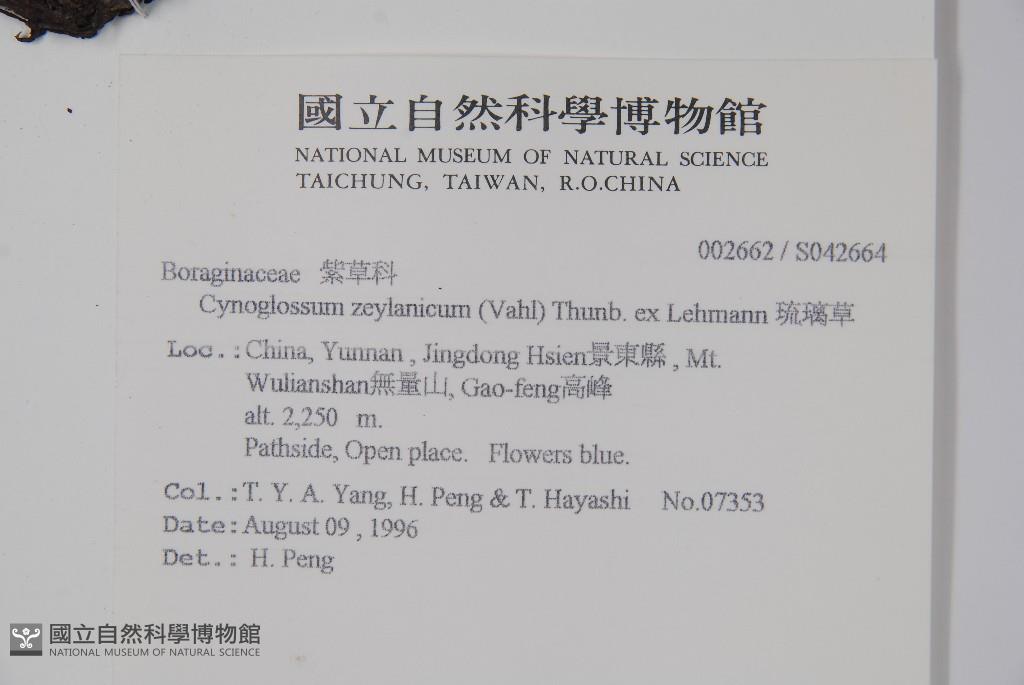 國立自然科學博物館
NATIONAL MUSEUM OF NATURAL SCIENCE
TAICHUNG, TAIWAN, R.O.CHINA
002662 / S042664
Boraginaceae 紫草科
Cynoglossum zeylanicum (Vahl) Thunb. ex Lehmann 琉璃草
Loc.: China, Yunnan , Jingdong Hsien景東縣 , Mt.
Wulianshan無量山, Gao-feng高峰
alt. 2,250 m.
Pathside, Open place. Flowers blue.
Col.: T. Y. A. Yang, H. Peng & T. Hayashi No.07353
Date: August 09 , 1996
Det.: H. Peng
國立自然科學博物館
NATIONAL MUSEUM OF NATURAL SCIENCE